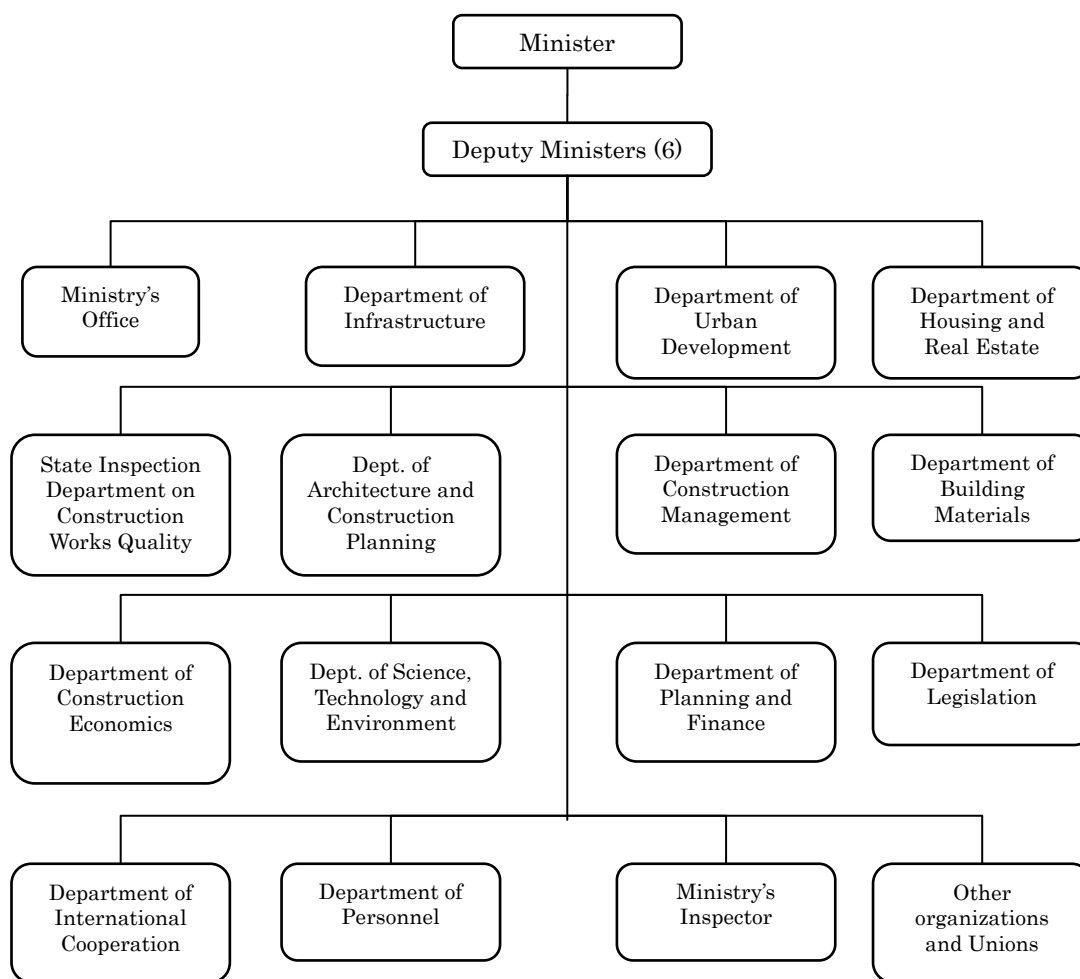 Minister
Deputy Ministers (6)
Ministry’s
Office
Department of
Infrastructure
Department of
Urban
Development
Department of
Housing and
Real Estate
State Inspection
Department on
Construction
Works Quality
Dept. of
Architecture and
Construction
Planning
Department of
Construction
Management
Department of
Building
Materials
Department of
Construction
Economics
Dept. of Science,
Technology and
Environment
Department of
Planning and
Finance
Department of
Legislation
Department of
International
Cooperation
Department of
Personnel
Ministry’s
Inspector
Other
organizations
and Unions